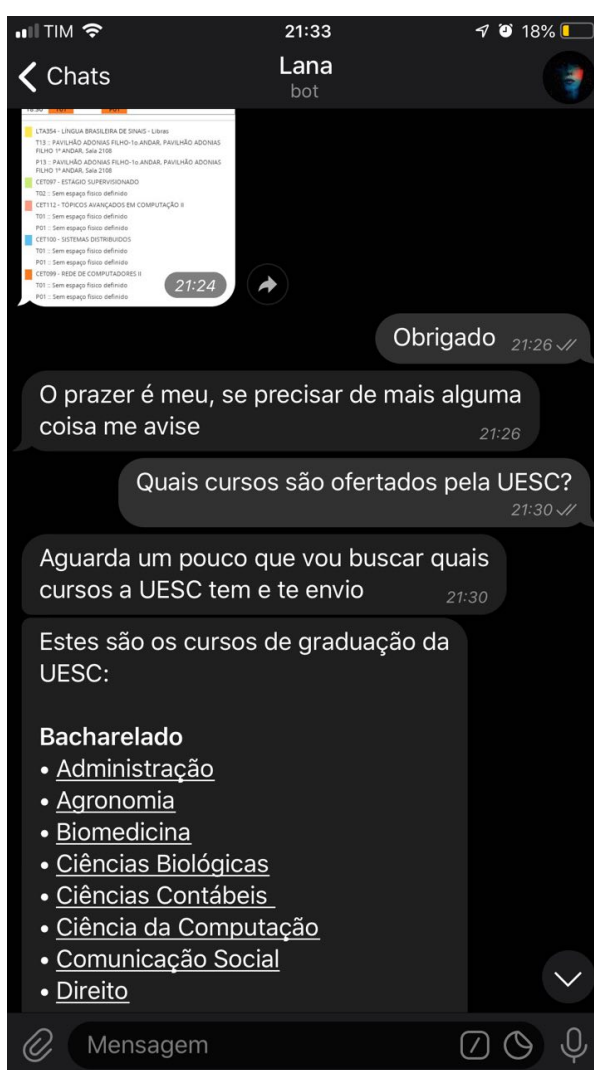 TIM
21:33
18%
Chats
Lana
bot
LTA354 - LÍNGUA BRASILEIRA DE SINAIS - Libras
T13 :: PAVILHÃO ADONIAS FILHO-1o.ANDAR, PAVILHÃO ADONIAS
FILHO 1º ANDAR, Sala 2100
P13 :: PAVILHÃO ADONIAS FILHO-1o.ANDAR, PAVILHÃO ADONIAS
FILHO 1º ANDAR, Sala 2100
CET097 - ESTÁGIO SUPERVISIONADO
T02 :: Sem espaço físico definido
CET112 - TÓPICOS AVANÇADOS EM COMPUTAÇÃO II
T01 :: Sem espaço físico definido
P01 :: Sem espaço físico definido
CET100 - SISTEMAS DISTRIBUIDOS
T01 :: Sem espaço físico definido
P01 :: Sem espaço físico definido
CET099 - REDE DE COMPUTADORES II
T01 :: Sem espaço físico definido
P01 :: Sem espaço físico definido
21:24
Obrigado
21:26
O prazer é meu, se precisar de mais alguma
coisa me avise
21:26
Quais cursos são ofertados pela UESC?
21:30
Aguarda um pouco que vou buscar quais
cursos a UESC tem e te envio
21:30
Estes são os cursos de graduação da
UESC:
Bacharelado
• Administração
• Agronomia
• Biomedicina
• Ciências Biológicas
• Ciências Contábeis
• Ciência da Computação
• Comunicação Social
• Direito
Mensagem